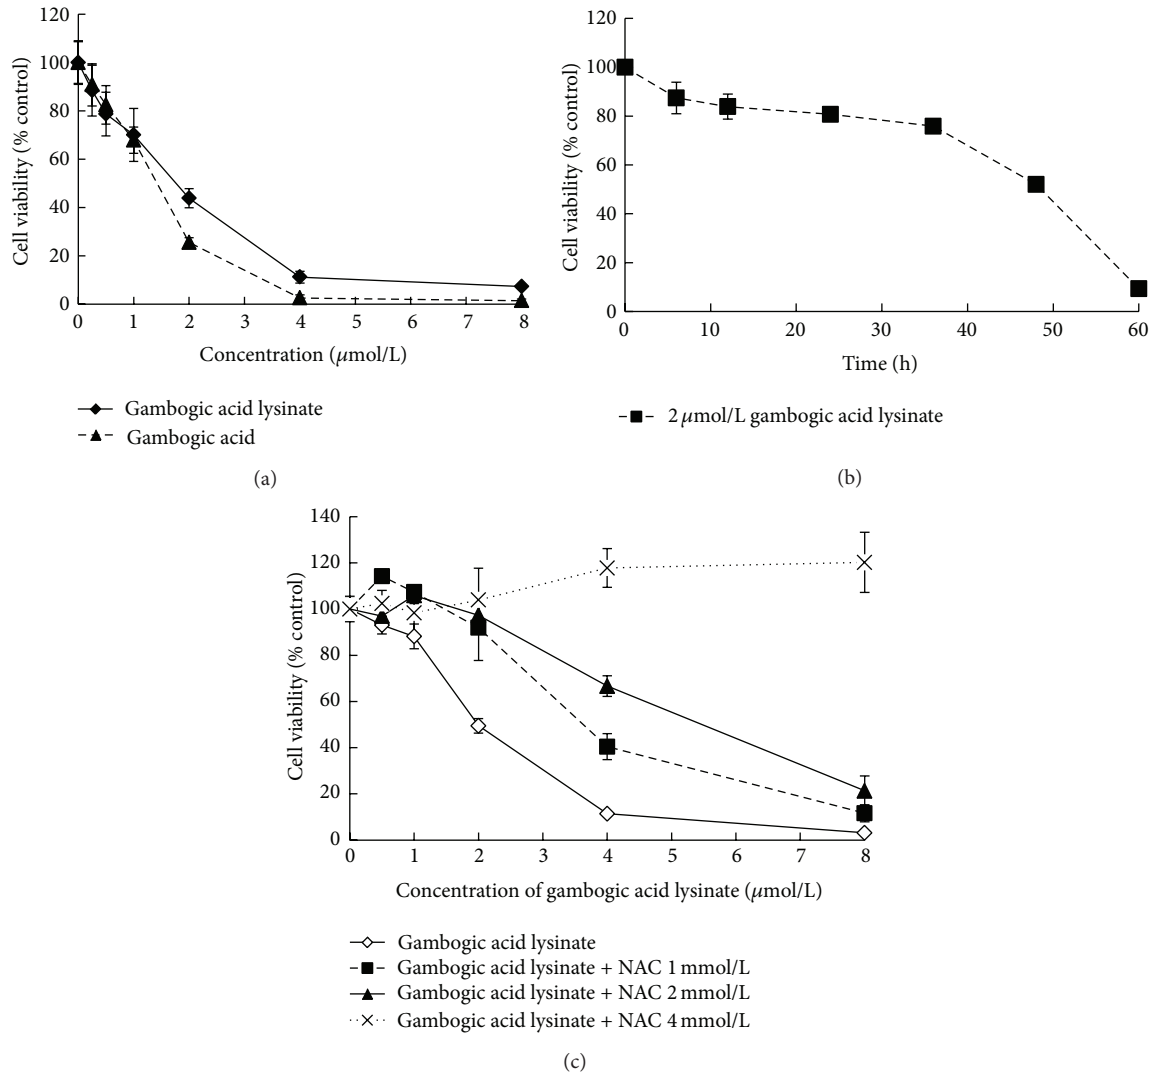 120
100
80
60
40
20
0
Cell viability (% control)
0 1 2 3 4 5 6 7 8
Concentration (μmol/L)
Gambogic acid lysinate
Gambogic acid
(a)
120
100
80
60
40
20
0
Cell viability (% control)
0 10 20 30 40 50 60
Time (h)
2 μmol/L gambogic acid lysinate
(b)
140
120
100
80
60
40
20
0
Cell viability (% control)
0 1 2 3 4 5 6 7 8
Concentration of gambogic acid lysinate (μmol/L)
Gambogic acid lysinate
Gambogic acid lysinate + NAC 1 mmol/L
Gambogic acid lysinate + NAC 2 mmol/L
Gambogic acid lysinate + NAC 4 mmol/L
(c)